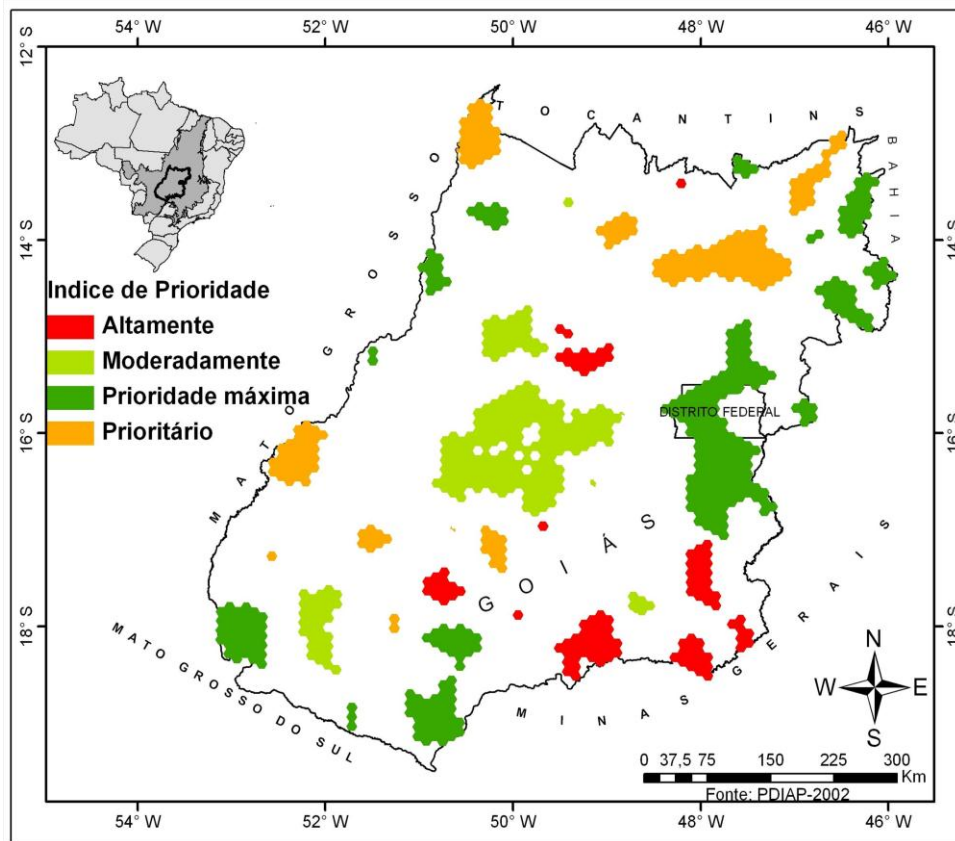 54° W 52° W 50° W 48° W 46° W
12° S
14° S
16° S
18° S
TOCANTINS
BAHIA
MATO GROSSO
Indice de Prioridade
Altamente
Moderadamente
Prioridade máxima
Prioritário
DISTRITO FEDERAL
GOIÁS
MINAS GERAIS
MATO GROSSO DO SUL
N
W E
S
0 37,5 75 150 225 300
Km
Fonte: PDIAP-2002
14° S
16° S
18° S
54° W 52° W 50° W 48° W 46° W